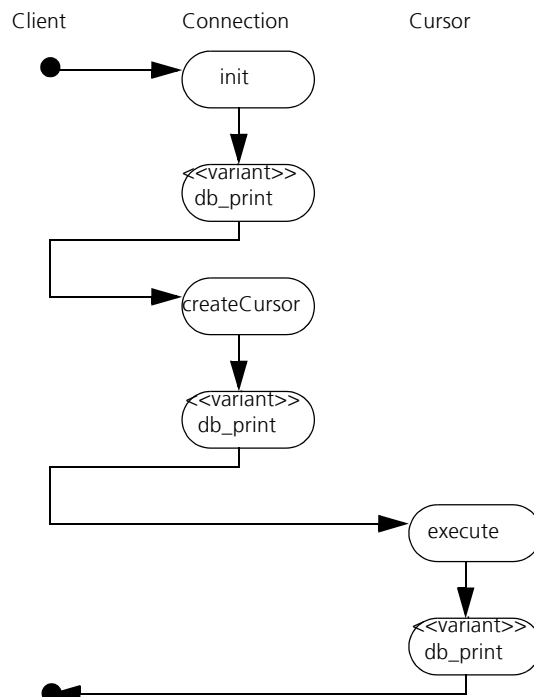 Client Connection Cursor
init
<<variant>>
db_print
createCursor
<<variant>>
db_print
execute
<<variant>>
db_print